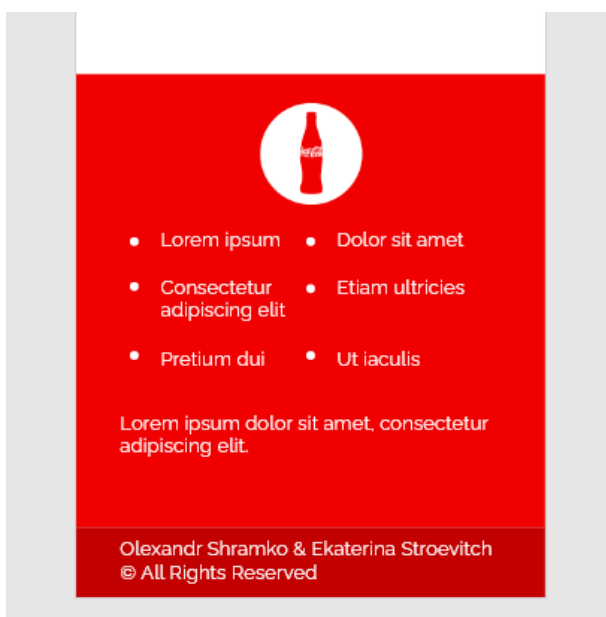 Lorem ipsum
Dolor sit amet
Consectetur
adipiscing elit
Etiam ultricies
Pretium dui
Ut iaculis
Lorem ipsum dolor sit amet, consectetur
adipiscing elit.
Olexandr Shramko & Ekaterina Stroevitch
© All Rights Reserved